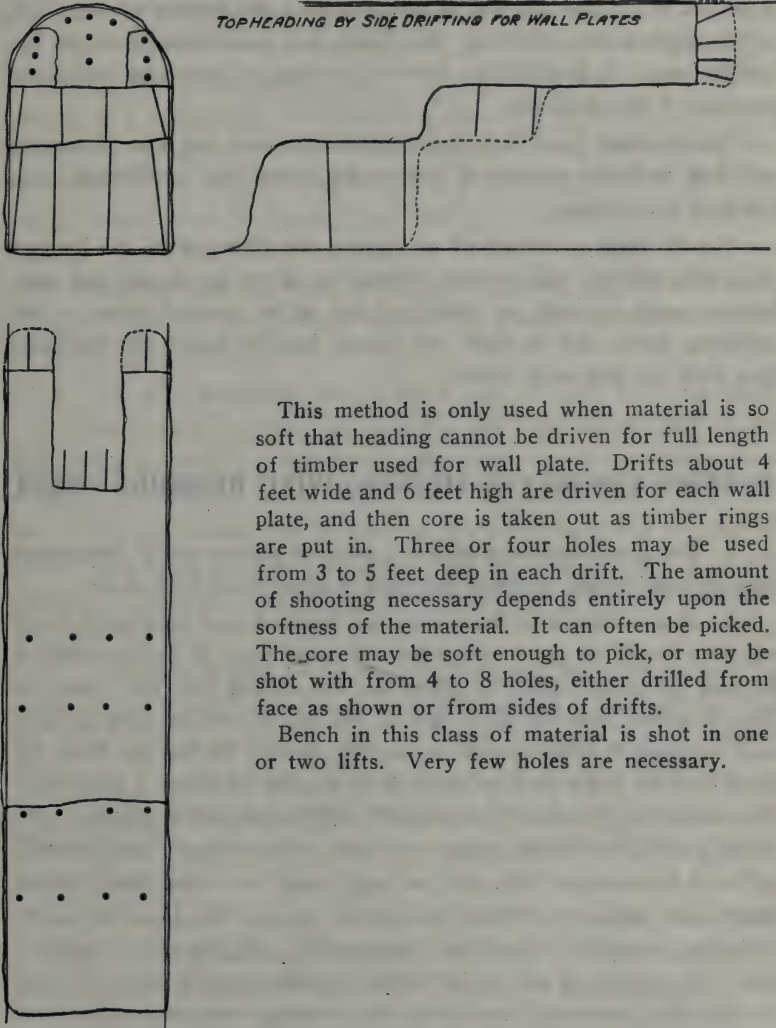 TOPHEADING BY SIDE DRIFTING FOR WALL PLATES
This method is only used when material is so
soft that heading cannot be driven for full length
of timber used for wall plate. Drifts about 4
feet wide and 6 feet high are driven for each wall
plate, and then core is taken out as timber rings
are put in. Three or four holes may be used
from 3 to 5 feet deep in each drift. The amount
of shooting necessary depends entirely upon the
softness of the material. It can often be picked.
The core may be soft enough to pick, or may be
shot with from 4 to 8 holes, either drilled from
face as shown or from sides of drifts.
Bench in this class of material is shot in one
or two lifts. Very few holes are necessary.